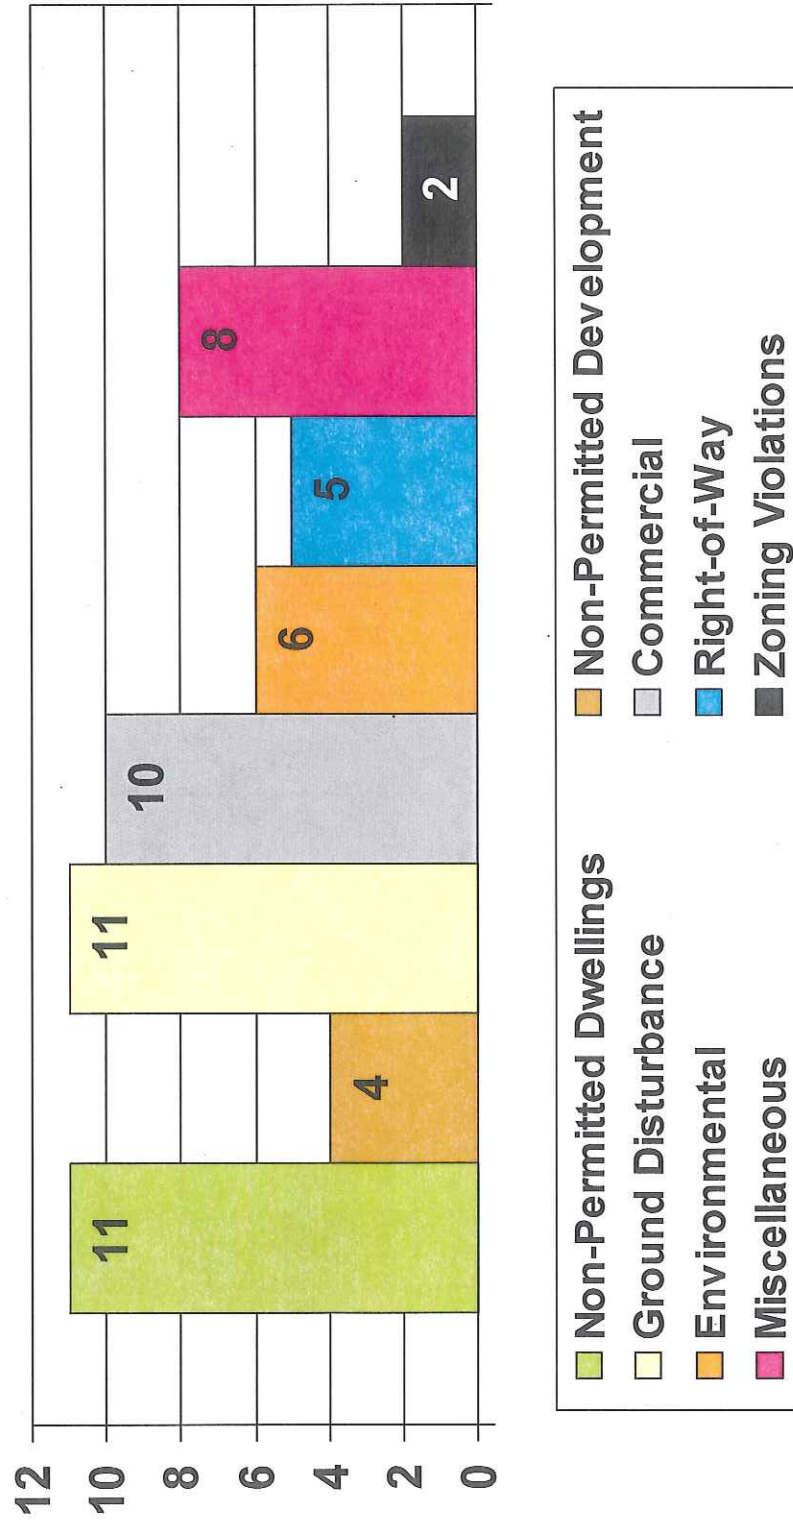 12
10
8
6
4
2
0
11
4
11
10
6
5
8
2
Non-Permitted Dwellings
Non-Permitted Development
Ground Disturbance
Commercial
Environmental
Right-of-Way
Miscellaneous
Zoning Violations